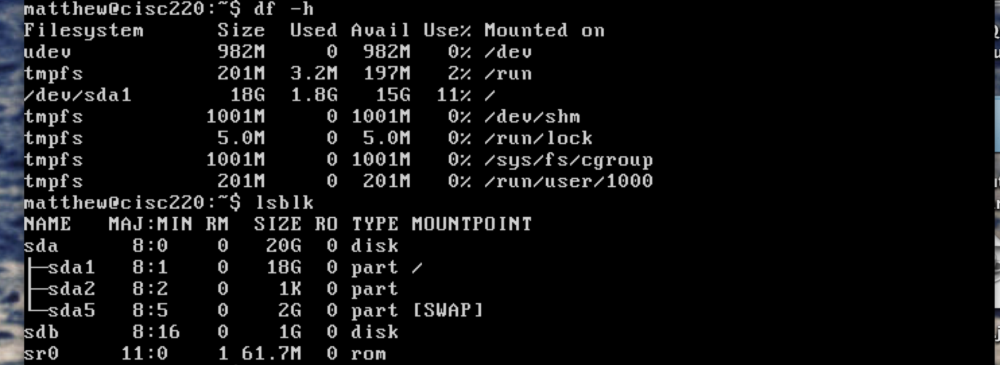 matthew@cisc220:~$ df -h
Filesystem      Size  Used Avail Use% Mounted on
udev            982M     0  982M   0% /dev
tmpfs           201M  3.2M  197M   2% /run
/dev/sda1        18G  1.8G   15G  11% /
tmpfs          1001M     0 1001M   0% /dev/shm
tmpfs           5.0M     0  5.0M   0% /run/lock
tmpfs          1001M     0 1001M   0% /sys/fs/cgroup
tmpfs           201M     0  201M   0% /run/user/1000
matthew@cisc220:~$ lsblk
NAME   MAJ:MIN RM  SIZE RO TYPE MOUNTPOINT
sda      8:0    0   20G  0 disk
├─sda1   8:1    0   18G  0 part /
├─sda2   8:2    0    1K  0 part
└─sda5   8:5    0    2G  0 part [SWAP]
sdb      8:16   0    1G  0 disk
sr0     11:0    1 61.7M  0 rom